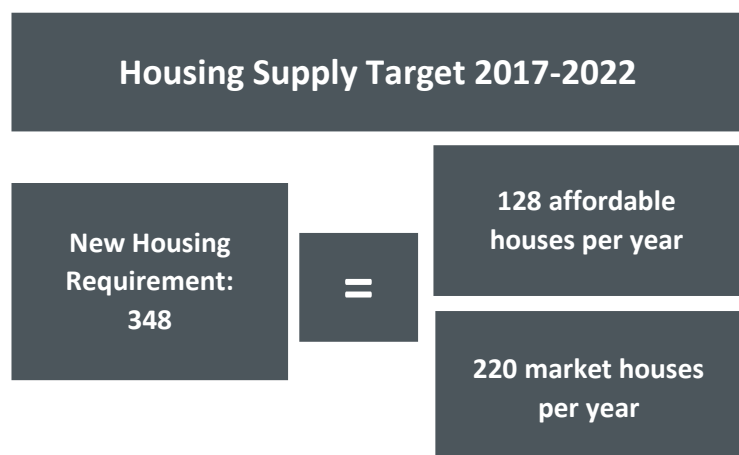 Housing Supply Target 2017-2022
New Housing
Requirement:
348
=
128 affordable
houses per year
220 market houses
per year